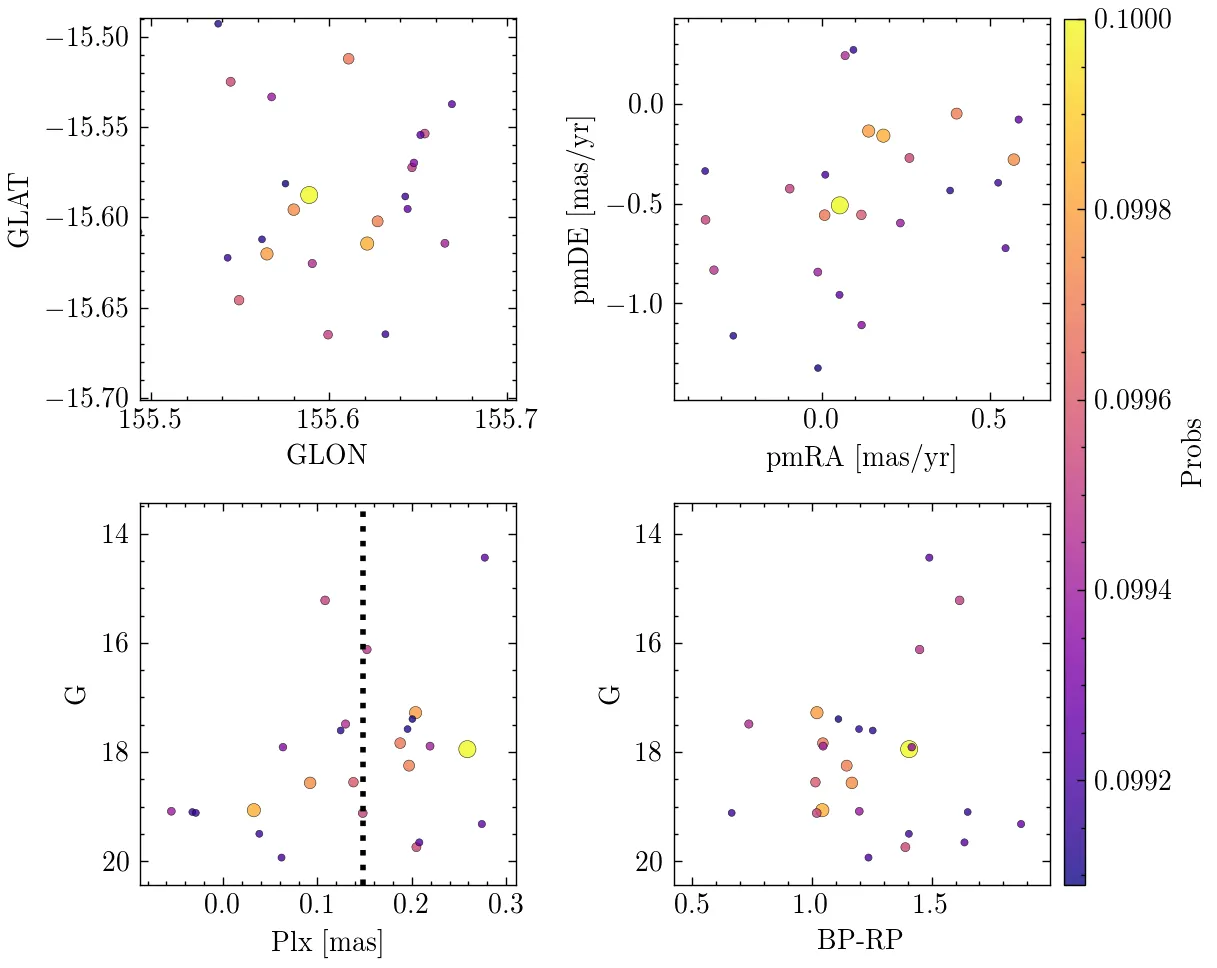 −15.50
−15.55
−15.60
−15.65
−15.70
GLAT
155.5 155.6 155.7
GLON
0.0
−0.5
−1.0
pmDE [mas/yr]
0.0 0.5
pmRA [mas/yr]
14
16
18
20
G
0.0 0.1 0.2 0.3
Plx [mas]
14
16
18
20
G
0.5 1.0 1.5
BP-RP
0.1000
0.0998
0.0996
0.0994
0.0992
Probs